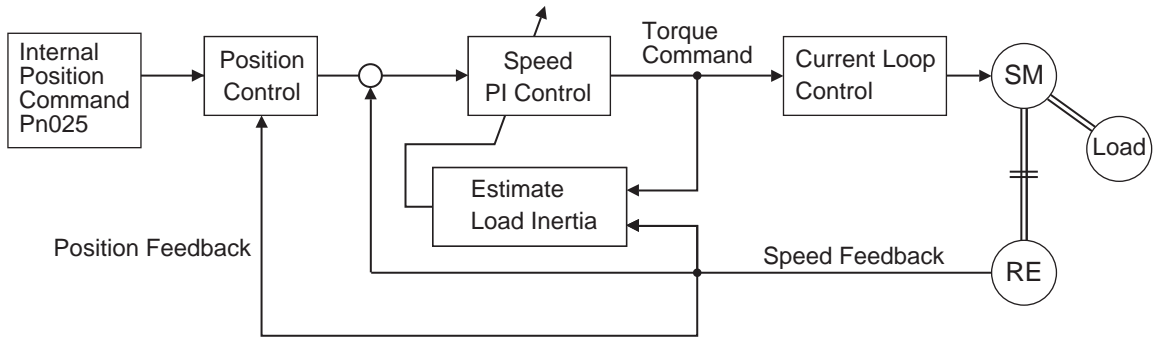 Internal
Position
Command
Pn025
Position
Control
Speed
PI Control
Torque
Command
Current Loop
Control
SM
Load
Estimate
Load Inertia
Position Feedback
Speed Feedback
RE